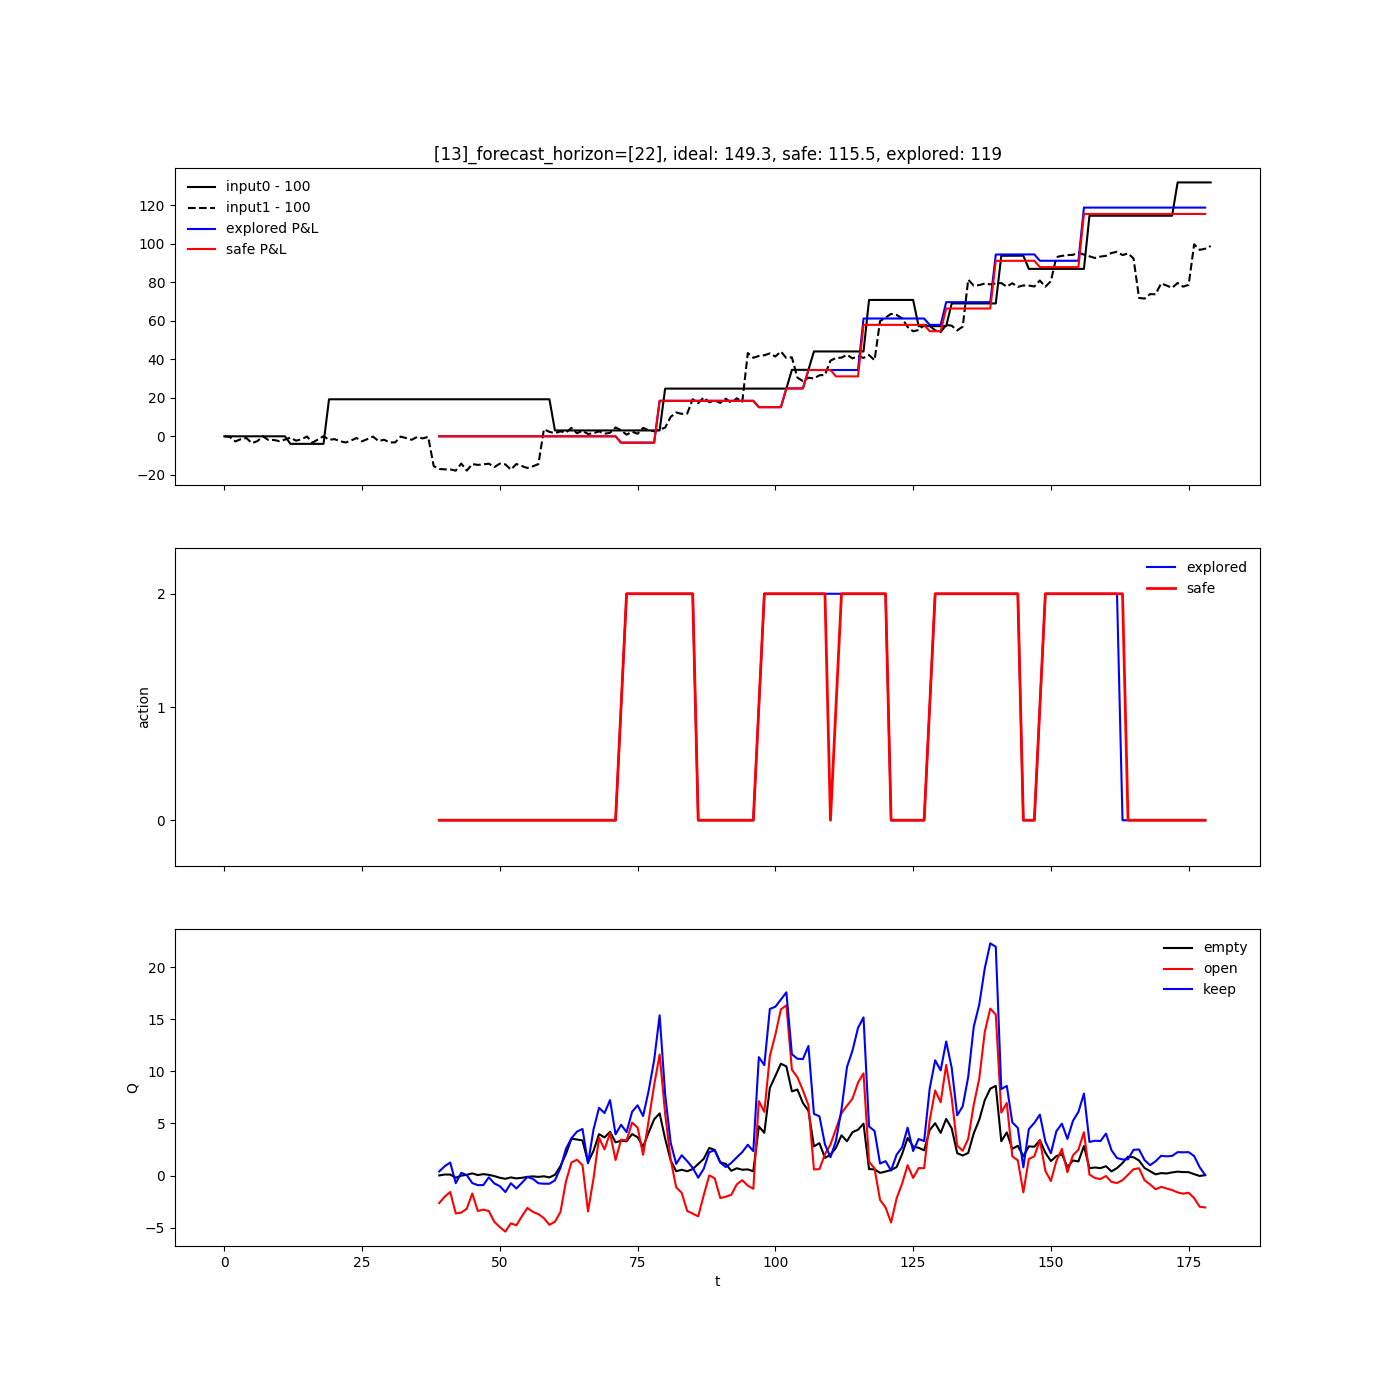 [13]_forecast_horizon=[22], ideal: 149.3, safe: 115.5, explored: 119
input0 - 100
input1 - 100
explored P&L
safe P&L
120
100
80
60
40
20
0
−20
explored
safe
2
1
0
action
empty
open
keep
20
15
10
5
0
−5
Q
0 25 50 75 100 125 150 175
t